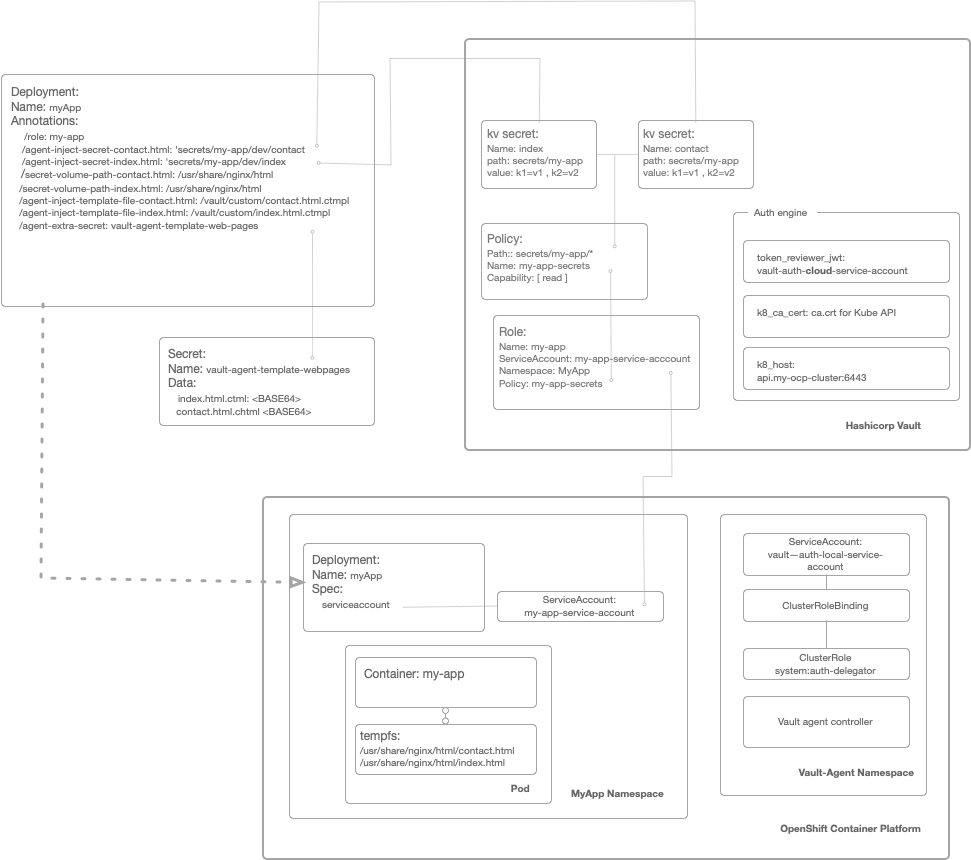 Deployment:
Name: myApp
Annotations:
/role: my-app
/agent-inject-secret-contact.html: 'secrets/my-app/dev/contact
/agent-inject-secret-index.html: 'secrets/my-app/dev/index
/secret-volume-path-contact.html: /usr/share/nginx/html
/secret-volume-path-index.html: /usr/share/nginx/html
/agent-inject-template-file-contact.html: /vault/custom/contact.html.ctmpl
/agent-inject-template-file-index.html: /vault/custom/index.html.ctmpl
/agent-extra-secret: vault-agent-template-web-pages
Secret:
Name: vault-agent-template-webpages
Data:
index.html.ctml: <BASE64>
contact.html.chtml <BASE64>
kv secret:
Name: index
path: secrets/my-app
value: k1=v1 , k2=v2
kv secret:
Name: contact
path: secrets/my-app
value: k1=v1 , k2=v2
Policy:
Path:: secrets/my-app/*
Name: my-app-secrets
Capability: [ read ]
Role:
Name: my-app
ServiceAccount: my-app-service-acccount
Namespace: MyApp
Policy: my-app-secrets
Auth engine
token_reviewer_jwt:
vault-auth-cloud-service-account
k8_ca_cert: ca.crt for Kube API
k8_host:
api.my-ocp-cluster:6443
Hashicorp Vault
Deployment:
Name: myApp
Spec:
serviceaccount
ServiceAccount:
my-app-service-account
Container: my-app
tempfs:
/usr/share/nginx/html/contact.html
/usr/share/nginx/html/index.html
Pod
MyApp Namespace
ServiceAccount:
vault—auth-local-service-
account
ClusterRoleBinding
ClusterRole
system:auth-delegator
Vault agent controller
Vault-Agent Namespace
OpenShift Container Platform